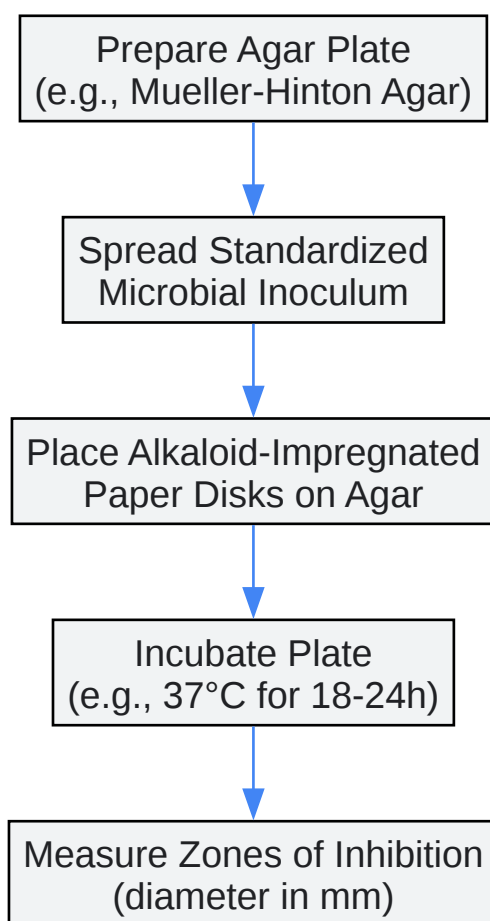 Prepare Agar Plate
(e.g., Mueller-Hinton Agar)
Spread Standardized
Microbial Inoculum
Place Alkaloid-Impregnated
Paper Disks on Agar
Incubate Plate
(e.g., 37°C for 18-24h)
Measure Zones of Inhibition
(diameter in mm)